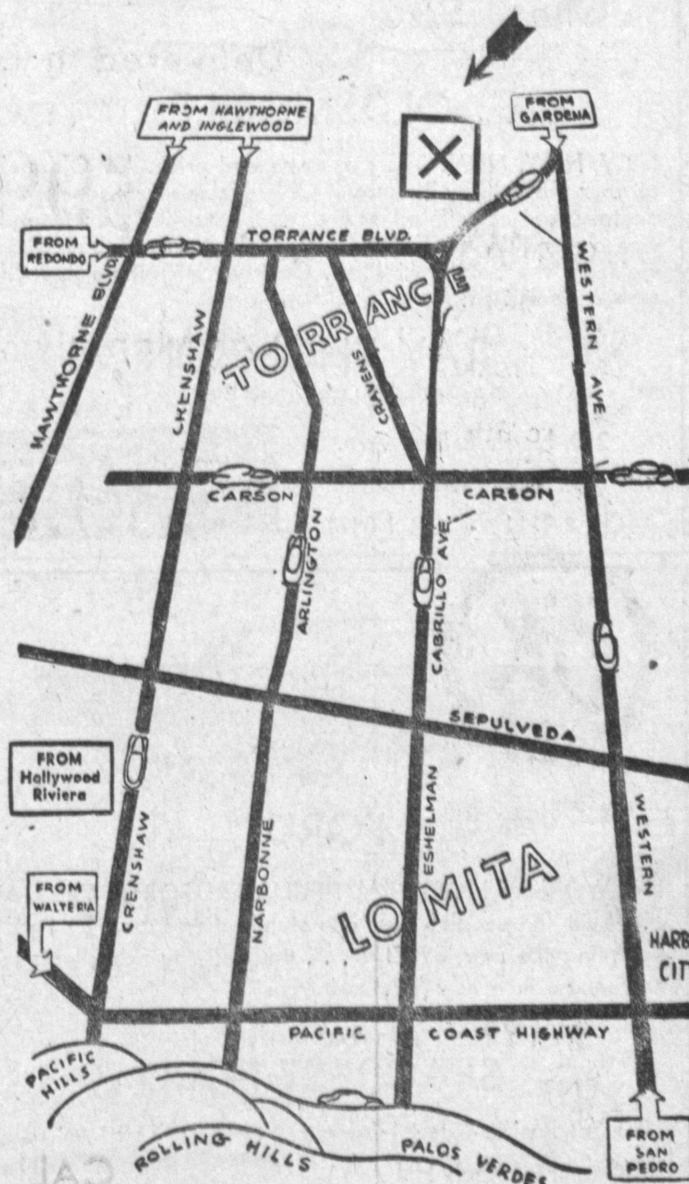 FROM HAWTHORNE
AND INGLEWOOD
FROM
GARDENA
X
FROM
REDONDO
TORRANCE BLVD.
HAWTHORNE BLVD.
CRENSHAW
TORRANCE
CRAVENS
WESTERN AVE.
CARSON
CARSON
ARLINGTON
CABRILLO AVE.
SEPULVEDA
FROM
Hollywood
Riviera
CRENSHAW
NARBONNE
ESHELMAN
WESTERN
LOMITA
FROM
WALTERIA
HARB
CIT
PACIFIC COAST HIGHWAY
PACIFIC
HILLS
ROLLING HILLS
PALOS VERDES
FROM
SAN
PEDRO